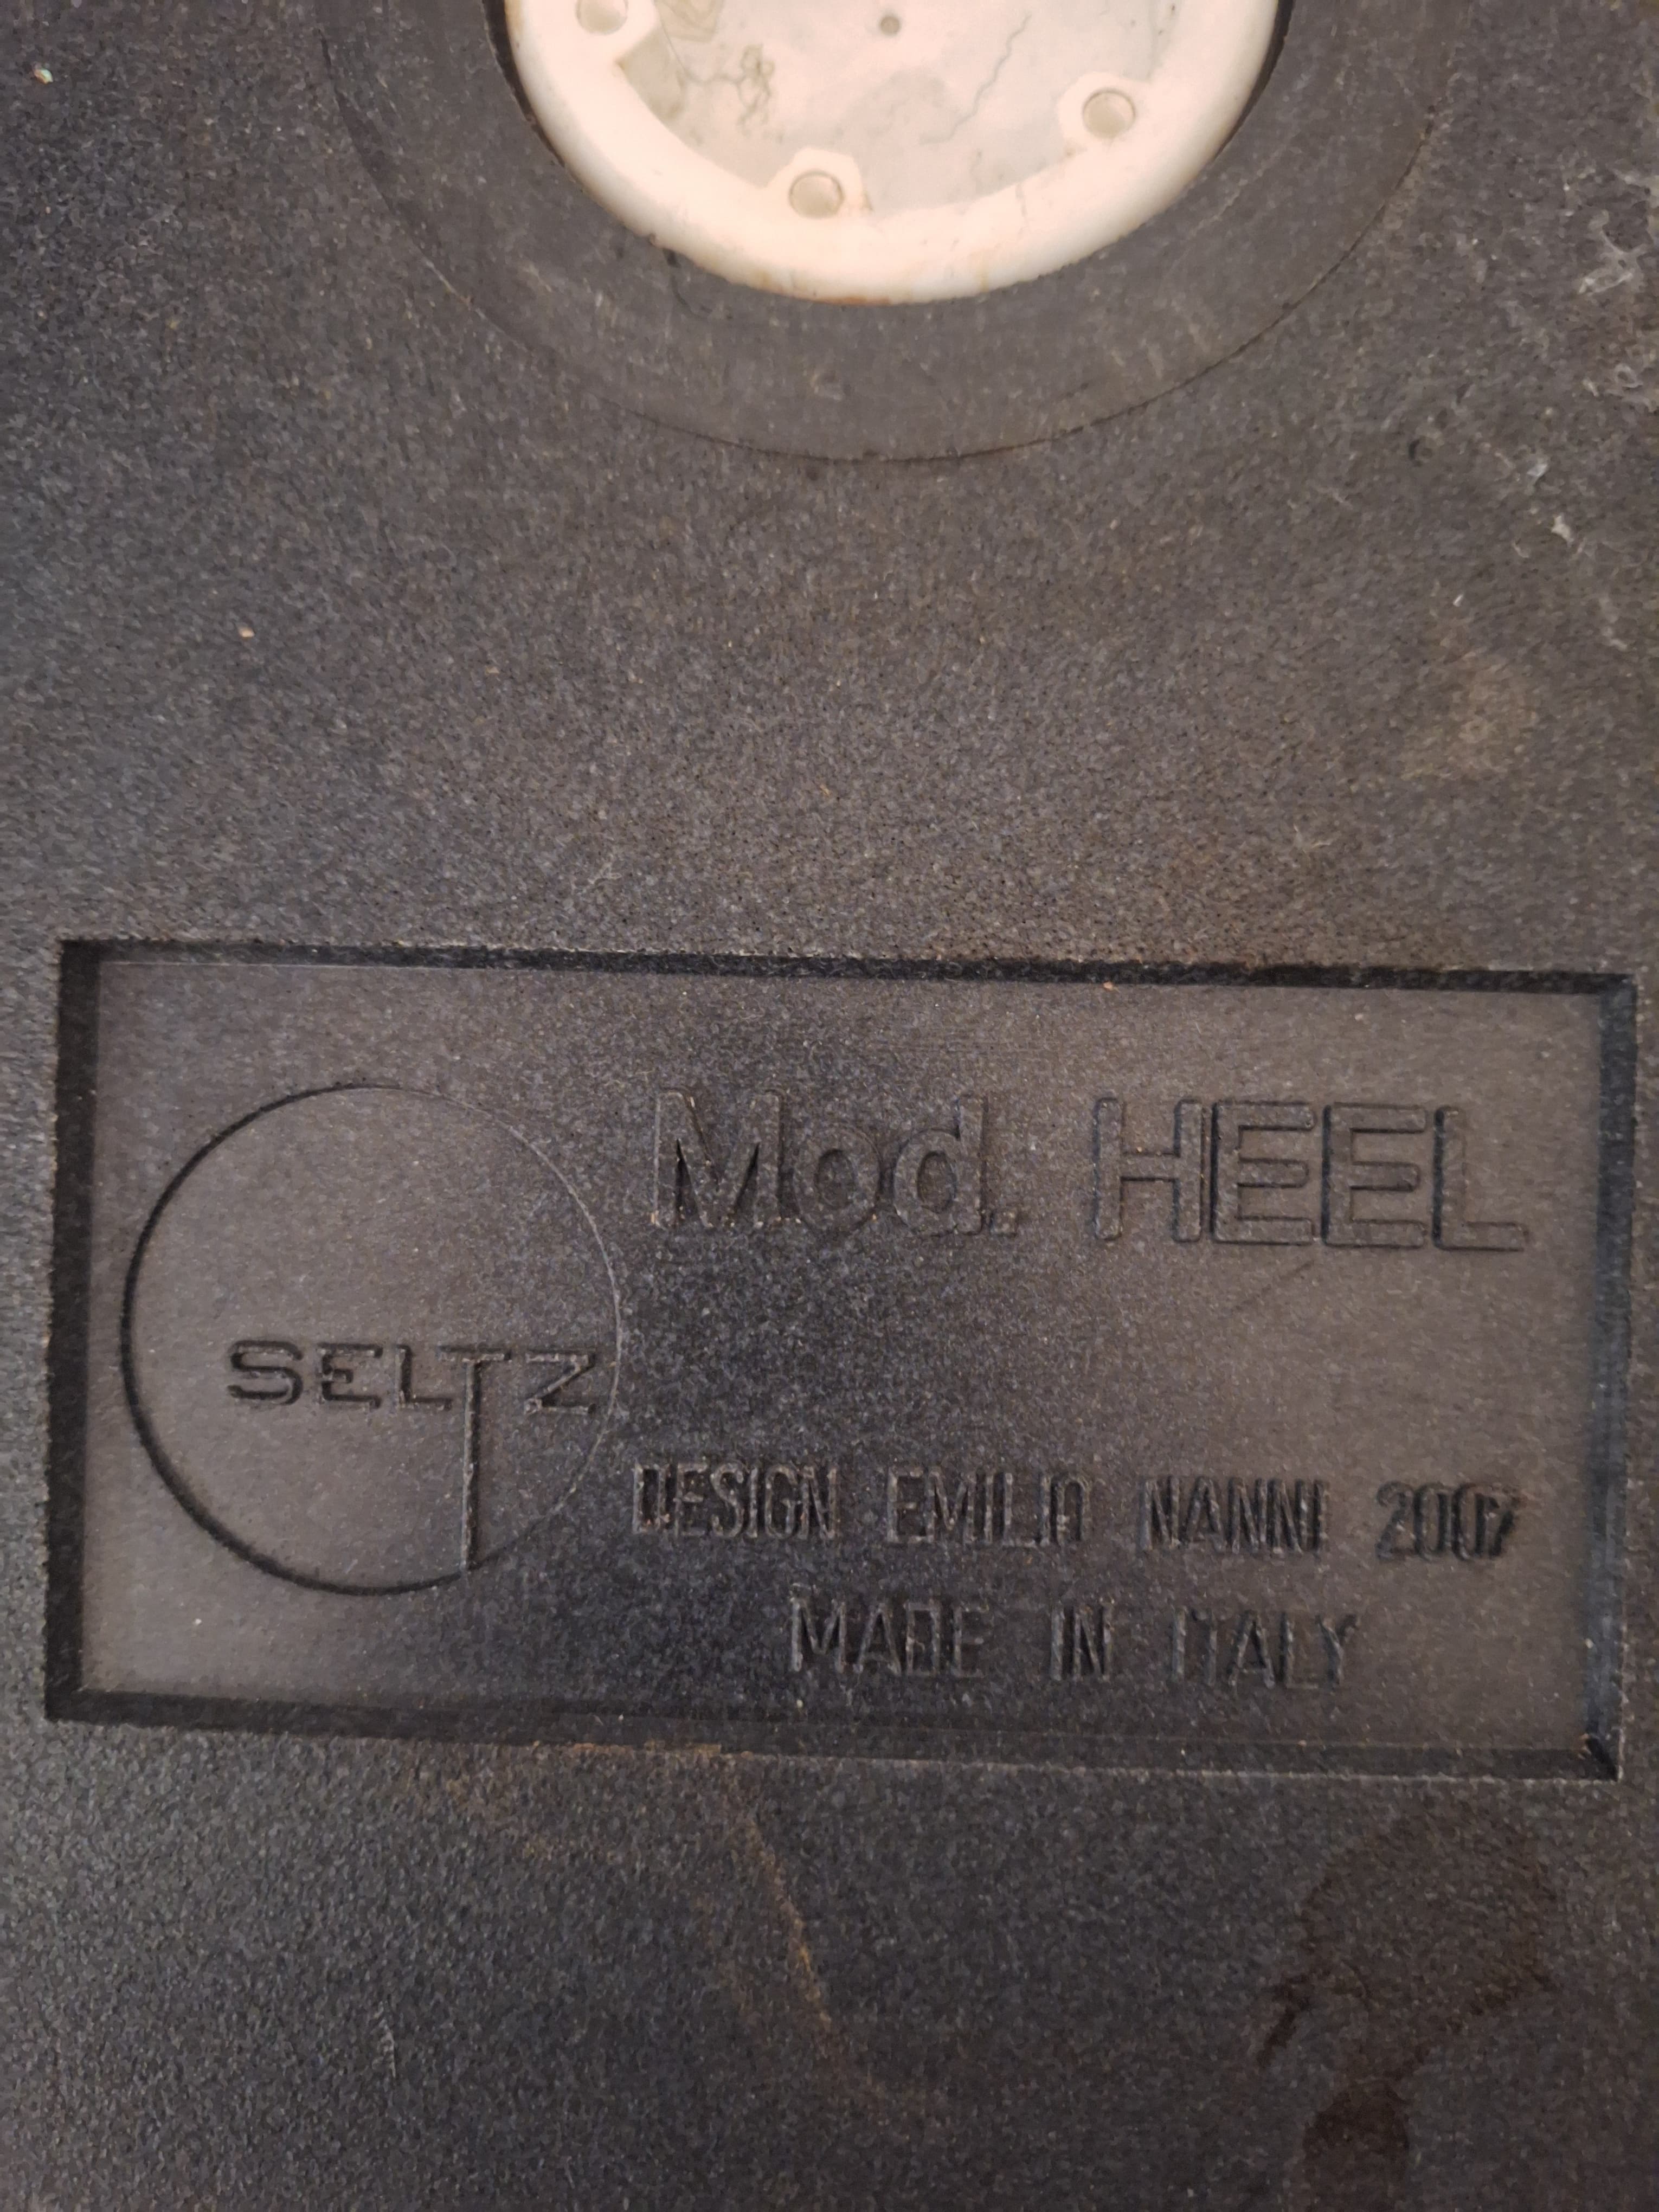 Mod. HEEL
SELTZ
DESIGN EMILIO NANNI 2007
MADE IN ITALY